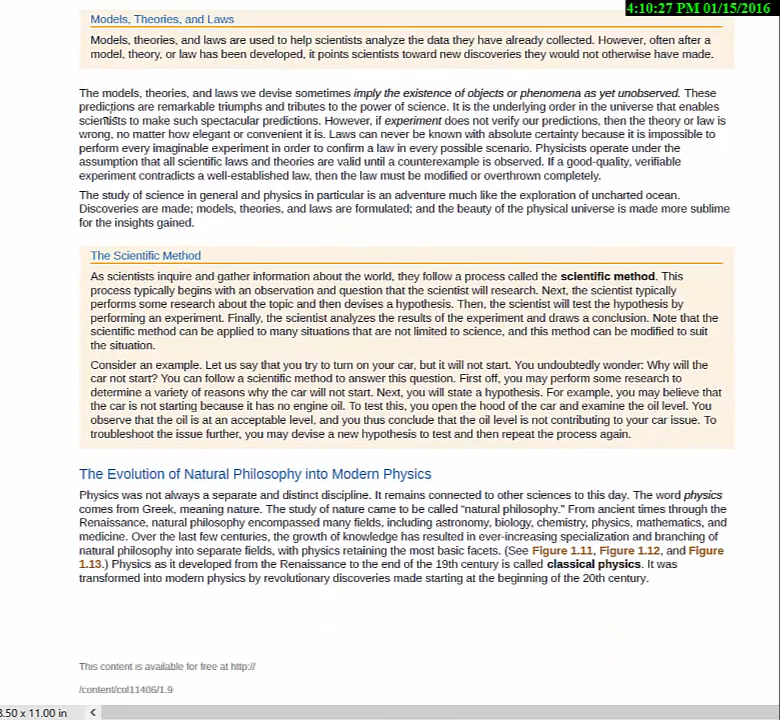 4:10:27 PM 01/15/2016
Models, Theories, and Laws
Models, theories, and laws are used to help scientists analyze the data they have already collected. However, often after a
model, theory, or law has been developed, it points scientists toward new discoveries they would not otherwise have made.
The models, theories, and laws we devise sometimes imply the existence of objects or phenomena as yet unobserved. These
predictions are remarkable triumphs and tributes to the power of science. It is the underlying order in the universe that enables
scientists to make such spectacular predictions. However, if experiment does not verify our predictions, then the theory or law is
wrong, no matter how elegant or convenient it is. Laws can never be known with absolute certainty because it is impossible to
perform every imaginable experiment in order to confirm a law in every possible scenario. Physicists operate under the
assumption that all scientific laws and theories are valid until a counterexample is observed. If a good-quality, verifiable
experiment contradicts a well-established law, then the law must be modified or overthrown completely.
The study of science in general and physics in particular is an adventure much like the exploration of uncharted ocean.
Discoveries are made; models, theories, and laws are formulated; and the beauty of the physical universe is made more sublime
for the insights gained.
The Scientific Method
As scientists inquire and gather information about the world, they follow a process called the scientific method. This
process typically begins with an observation and question that the scientist will research. Next, the scientist typically
performs some research about the topic and then devises a hypothesis. Then, the scientist will test the hypothesis by
performing an experiment. Finally, the scientist analyzes the results of the experiment and draws a conclusion. Note that the
scientific method can be applied to many situations that are not limited to science, and this method can be modified to suit
the situation.
Consider an example. Let us say that you try to turn on your car, but it will not start. You undoubtedly wonder: Why will the
car not start? You can follow a scientific method to answer this question. First off, you may perform some research to
determine a variety of reasons why the car will not start. Next, you will state a hypothesis. For example, you may believe that
the car is not starting because it has no engine oil. To test this, you open the hood of the car and examine the oil level. You
observe that the oil is at an acceptable level, and you thus conclude that the oil level is not contributing to your car issue. To
troubleshoot the issue further, you may devise a new hypothesis to test and then repeat the process again.
The Evolution of Natural Philosophy into Modern Physics
Physics was not always a separate and distinct discipline. It remains connected to other sciences to this day. The word physics
comes from Greek, meaning nature. The study of nature came to be called “natural philosophy.” From ancient times through the
Renaissance, natural philosophy encompassed many fields, including astronomy, biology, chemistry, physics, mathematics, and
medicine. Over the last few centuries, the growth of knowledge has resulted in ever-increasing specialization and branching of
natural philosophy into separate fields, with physics retaining the most basic facets. (See Figure 1.11, Figure 1.12, and Figure
1.13.) Physics as it developed from the Renaissance to the end of the 19th century is called classical physics. It was
transformed into modern physics by revolutionary discoveries made starting at the beginning of the 20th century.
This content is available for free at http://
/content/col11406/1.9
8.50 x 11.00 in